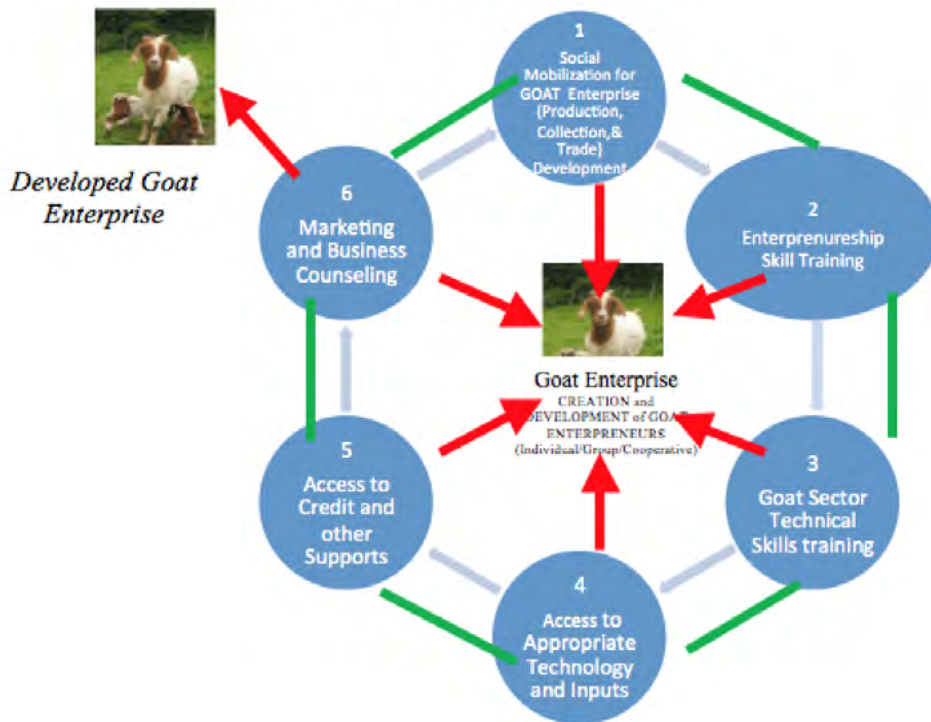 1
Social
Mobilization for
GOAT Enterprise
(Production,
Collection,&
Trade)
Development
2
Enterprenureship
Skill Training
3
Goat Sector
Technical
Skills training
4
Access to
Appropriate
Technology
and Inputs
5
Access to
Credit and
other
Supports
6
Marketing
and Business
Counseling
Developed Goat
Enterprise
Goat Enterprise
CREATION and
DEVELOPMENT of GOAT
ENTERPRENEURS
(Individual/Group/Cooperative)